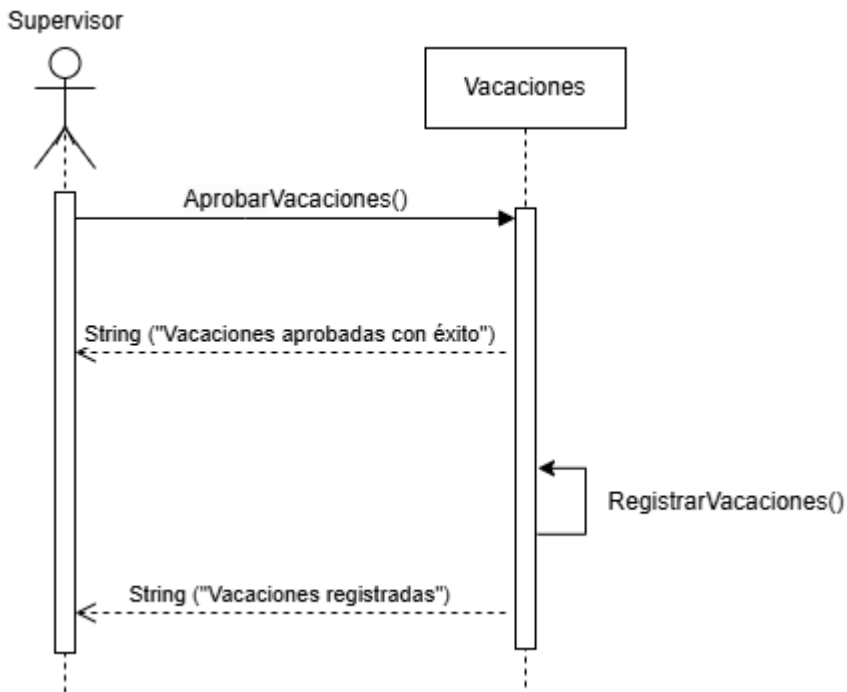 Supervisor
Vacaciones
AprobarVacaciones()
String ("Vacaciones aprobadas con éxito")
RegistrarVacaciones()
String ("Vacaciones registradas")